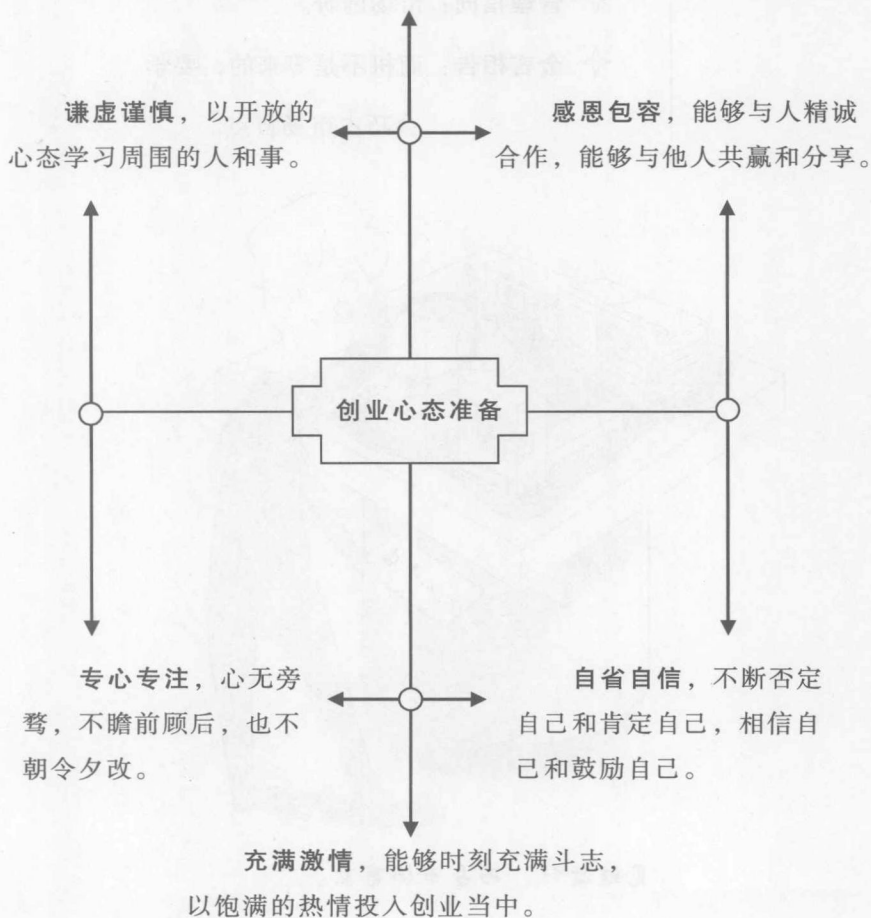 谦虚谨慎，以开放的
心态学习周围的人和事。
感恩包容，能够与人精诚
合作，能够与他人共赢和分享。
创业心态准备
专心专注，心无旁
骛，不瞻前顾后，也不
朝令夕改。
自省自信，不断否定
自己和肯定自己，相信自
己和鼓励自己。
充满激情，能够时刻充满斗志，
以饱满的热情投入创业当中。